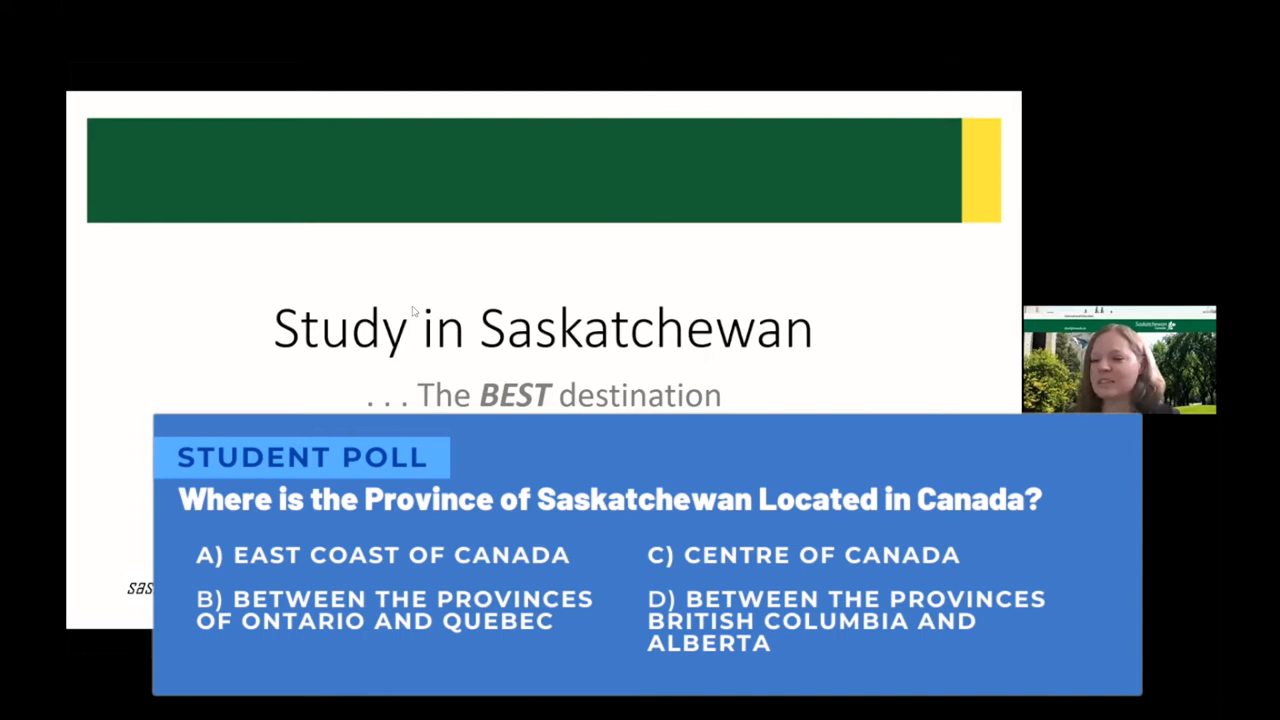 Study in Saskatchewan
. . . The BEST destination
Saskatchewan
sas
STUDENT POLL
Where is the Province of Saskatchewan Located in Canada?
A) EAST COAST OF CANADA
B) BETWEEN THE PROVINCES
OF ONTARIO AND QUEBEC
C) CENTRE OF CANADA
D) BETWEEN THE PROVINCES
BRITISH COLUMBIA AND
ALBERTA